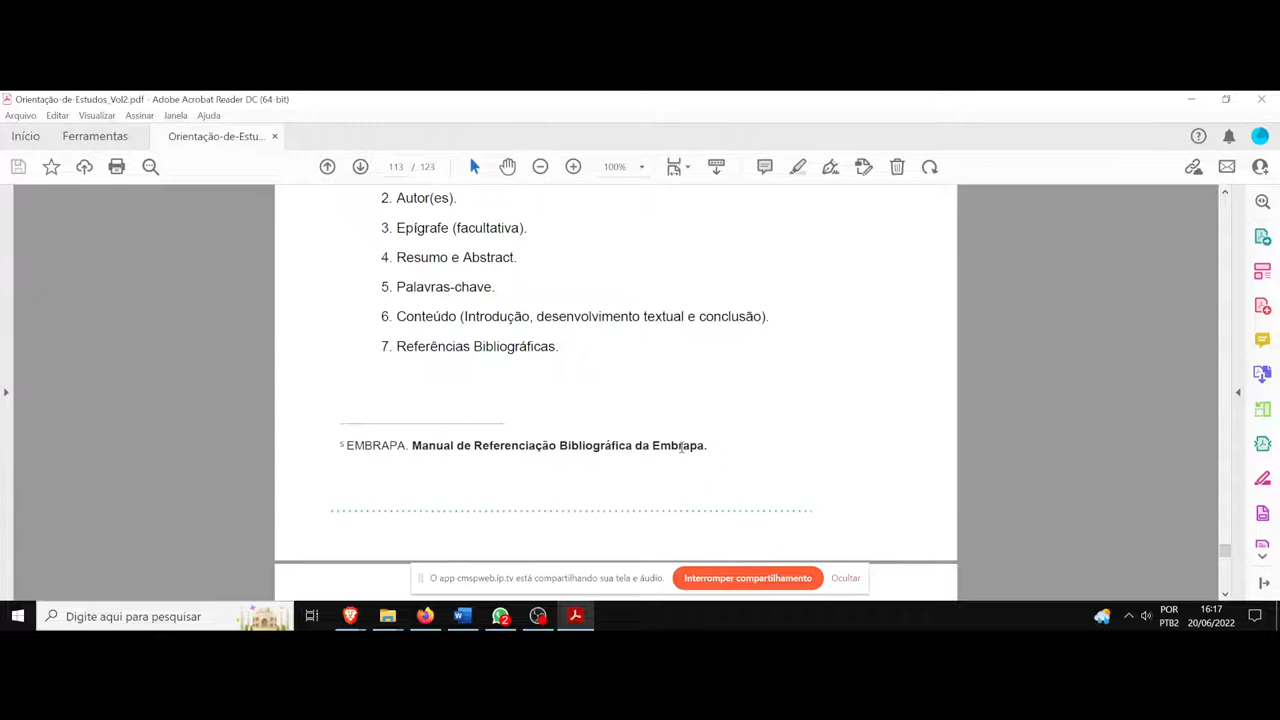 Orientação-de-Estudos_Vol2.pdf - Adobe Acrobat Reader DC (64-bit)
Arquivo Editar Visualizar Assinar Janela Ajuda
Início Ferramentas Orientação-de-Estu... ×
113 / 123 100%
2. Autor(es).
3. Epígrafe (facultativa).
4. Resumo e Abstract.
5. Palavras-chave.
6. Conteúdo (Introdução, desenvolvimento textual e conclusão).
7. Referências Bibliográficas.
5 EMBRAPA. Manual de Referenciação Bibliográfica da Embrapa.
O app cmspweb.ip.tv está compartilhando sua tela e áudio. Interromper compartilhamento Ocultar
Digite aqui para pesquisar
2
POR
PTB2
16:17
20/06/2022